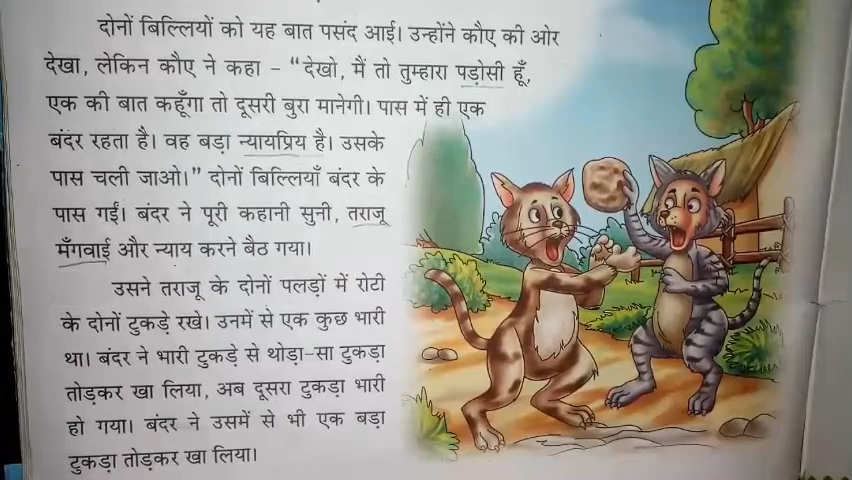 दोनों बिल्लियों को यह बात पसंद आई। उन्होंने कौए की ओर
देखा, लेकिन कौए ने कहा – “देखो, मैं तो तुम्हारा पड़ोसी हूँ,
एक की बात कहूँगा तो दूसरी बुरा मानेगी। पास में ही एक
बंदर रहता है। वह बड़ा न्यायप्रिय है। उसके
पास चली जाओ।” दोनों बिल्लियाँ बंदर के
पास गईं। बंदर ने पूरी कहानी सुनी, तराजू
मँगवाई और न्याय करने बैठ गया।
उसने तराजू के दोनों पलड़ों में रोटी
के दोनों टुकड़े रखे। उनमें से एक कुछ भारी
था। बंदर ने भारी टुकड़े से थोड़ा-सा टुकड़ा
तोड़कर खा लिया, अब दूसरा टुकड़ा भारी
हो गया। बंदर ने उसमें से भी एक बड़ा
टुकड़ा तोड़कर खा लिया।